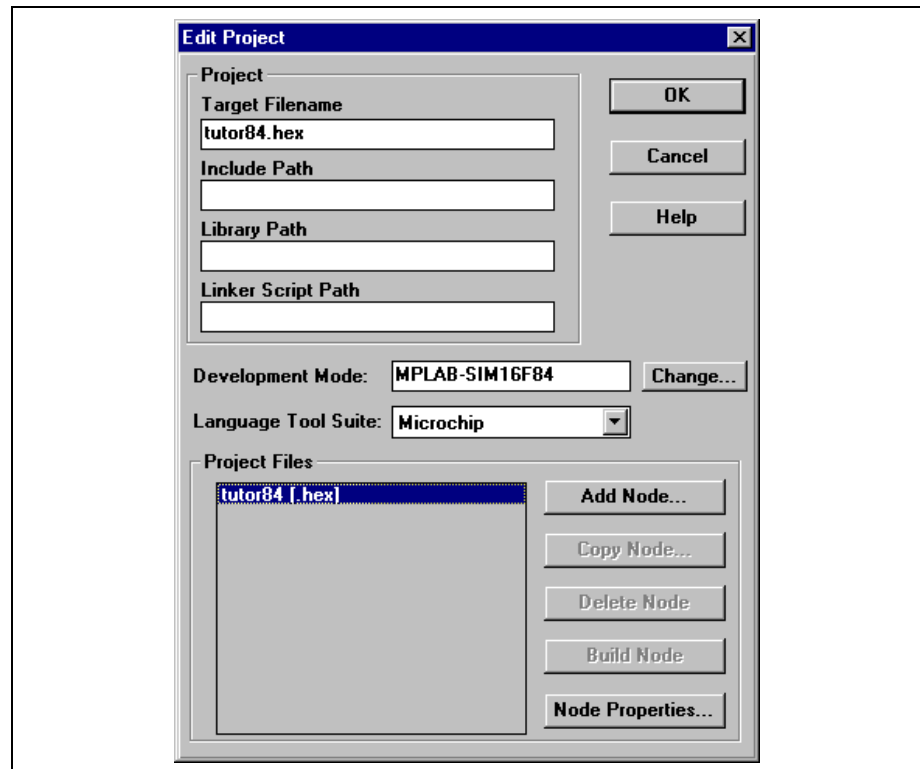 Edit Project
Project
Target Filename
tutor84.hex
Include Path
Library Path
Linker Script Path
OK
Cancel
Help
Development Mode: MPLAB-SIM16F84 Change...
Language Tool Suite: Microchip
Project Files
tutor84 [.hex]
Add Node...
Copy Node...
Delete Node
Build Node
Node Properties...